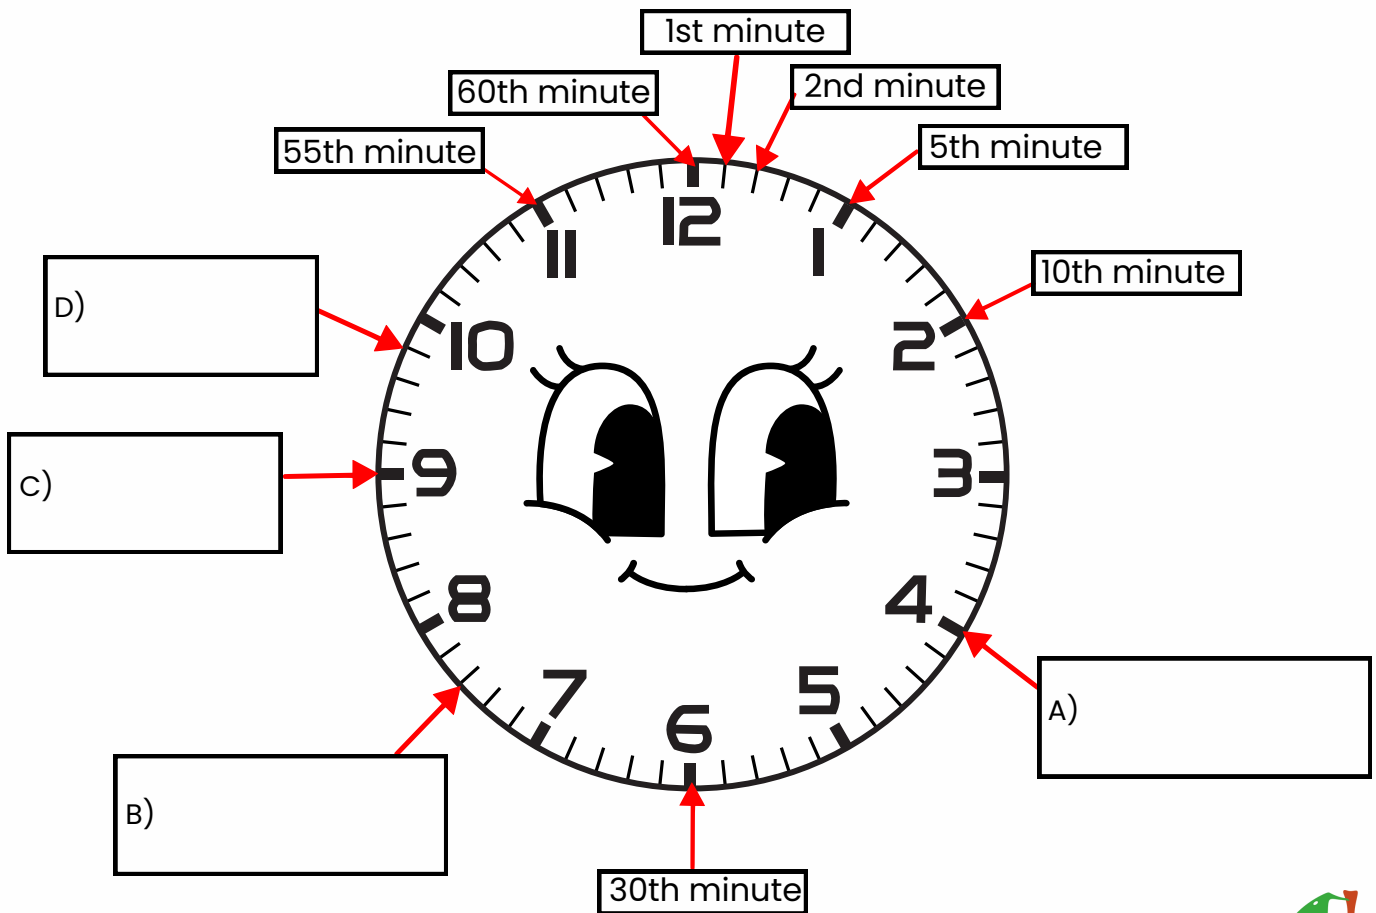 1st minute
60th minute
2nd minute
55th minute
5th minute
10th minute
12
11
1
10
2
9
3
8
4
7
5
6
D)
C)
A)
B)
30th minute